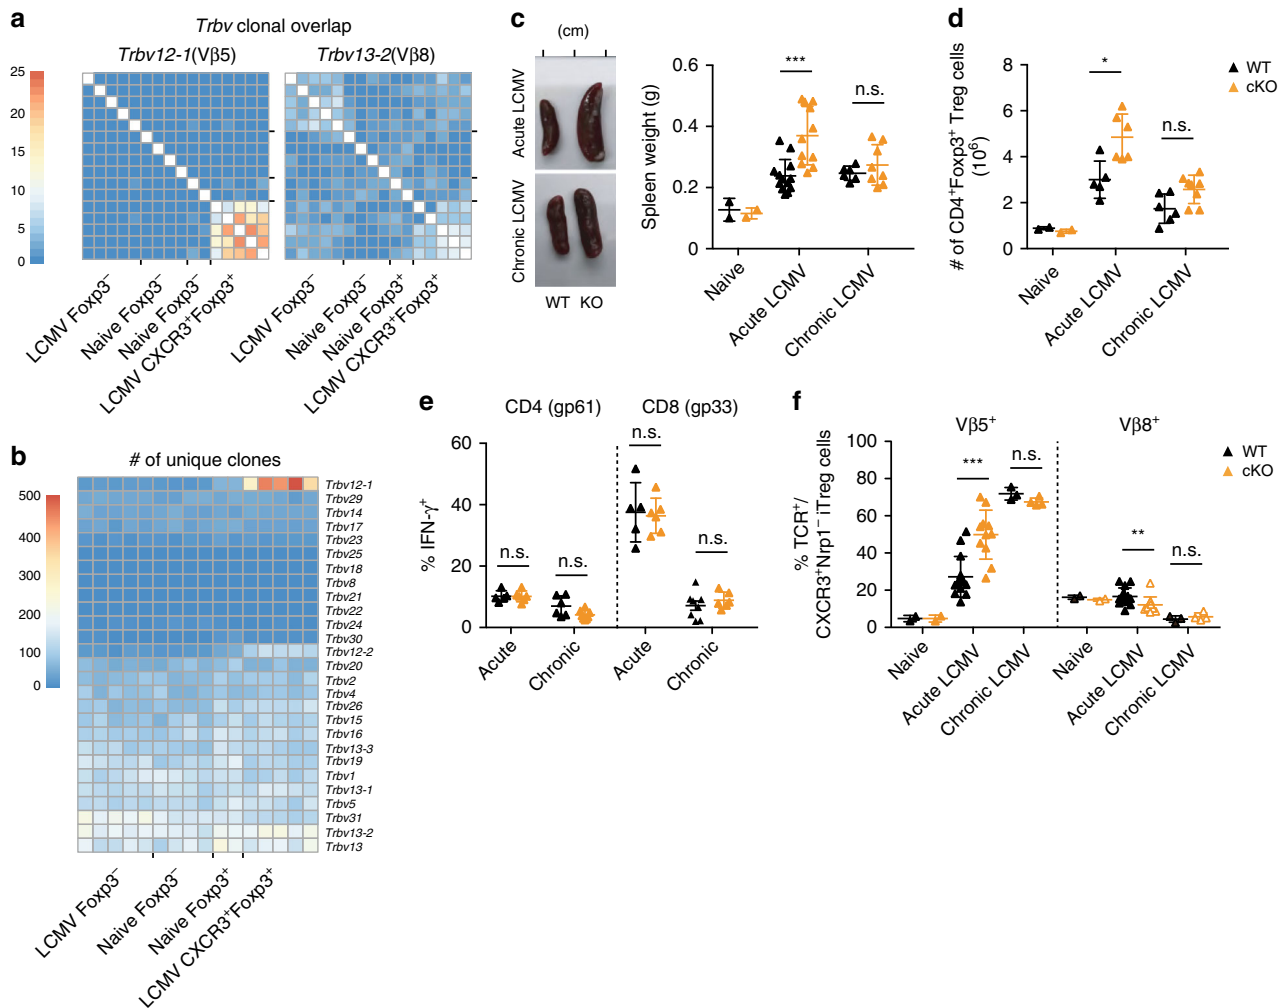 a
Trbv clonal overlap
Trbv12-1(Vβ5)
Trbv13-2(Vβ8)
25
20
15
10
5
0
LCMV Foxp3⁻
Naive Foxp3⁻
Naive Foxp3⁻
LCMV CXCR3⁺Foxp3⁺
LCMV Foxp3⁻
Naive Foxp3⁻
Naive Foxp3⁺
LCMV CXCR3⁺Foxp3⁺
b
# of unique clones
500
400
300
200
100
0
Trbv12-1
Trbv29
Trbv14
Trbv17
Trbv23
Trbv25
Trbv18
Trbv8
Trbv21
Trbv22
Trbv24
Trbv30
Trbv12-2
Trbv20
Trbv2
Trbv4
Trbv26
Trbv15
Trbv16
Trbv13-3
Trbv19
Trbv1
Trbv13-1
Trbv5
Trbv31
Trbv13-2
Trbv13
LCMV Foxp3⁻
Naive Foxp3⁻
Naive Foxp3⁺
LCMV CXCR3⁺Foxp3⁺
c
(cm)
Acute LCMV
Chronic LCMV
WT KO
Spleen weight (g)
0.6
0.4
0.2
0
***
n.s.
Naive
Acute LCMV
Chronic LCMV
d
# of CD4⁺Foxp3⁺ Treg cells
(10⁶)
8
6
4
2
0
*
n.s.
Naive
Acute LCMV
Chronic LCMV
WT
cKO
e
CD4 (gp61)
CD8 (gp33)
% IFN-γ⁺
60
40
20
0
n.s.
n.s.
n.s.
n.s.
Acute
Chronic
Acute
Chronic
f
Vβ5⁺
Vβ8⁺
% TCR⁺/
CXCR3⁺Nrp1⁻ iTreg cells
100
80
60
40
20
0
***
n.s.
**
n.s.
Naive
Acute LCMV
Chronic LCMV
Naive
Acute LCMV
Chronic LCMV
WT
cKO